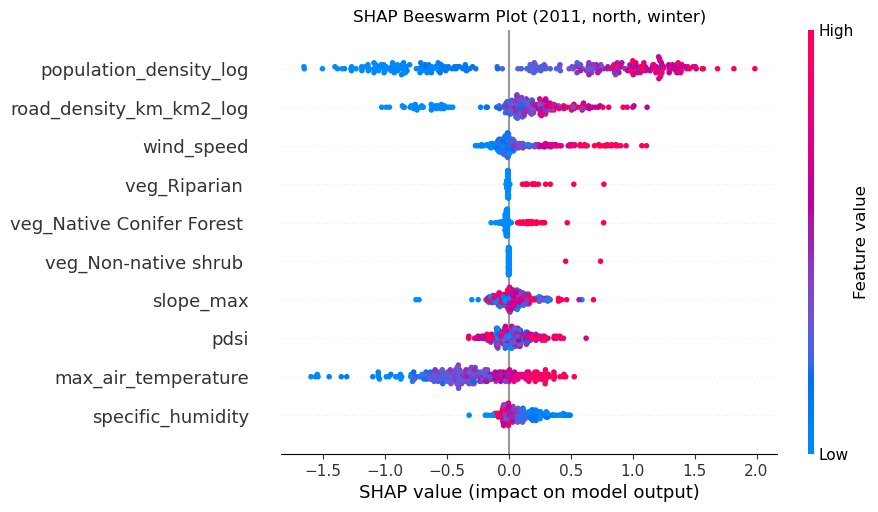 SHAP Beeswarm Plot (2011, north, winter)
High
population_density_log
road_density_km_km2_log
wind_speed
veg_Riparian
veg_Native Conifer Forest
veg_Non-native shrub
slope_max
pdsi
max_air_temperature
specific_humidity
Feature value
Low
−1.5 −1.0 −0.5 0.0 0.5 1.0 1.5 2.0
SHAP value (impact on model output)